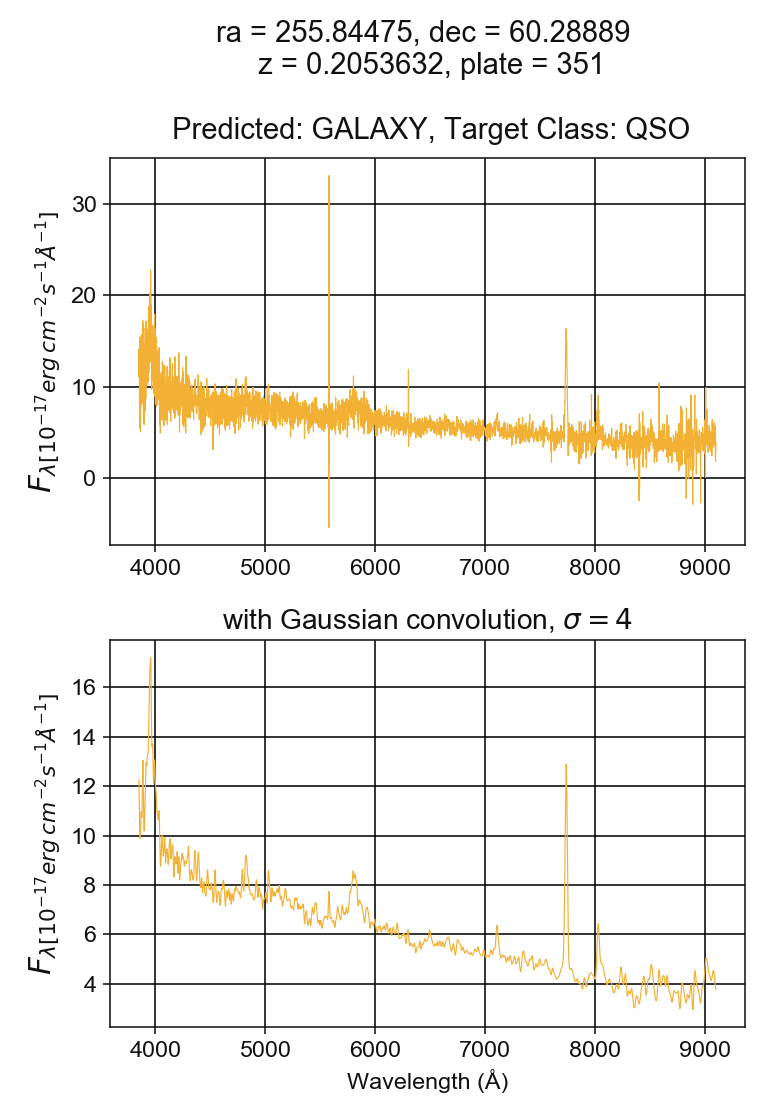 ra = 255.84475, dec = 60.28889
z = 0.2053632, plate = 351
Predicted: GALAXY, Target Class: QSO
F_λ[10⁻¹⁷erg cm⁻²s⁻¹Å⁻¹]
30
20
10
0
4000 5000 6000 7000 8000 9000
with Gaussian convolution, σ = 4
F_λ[10⁻¹⁷erg cm⁻²s⁻¹Å⁻¹]
16
14
12
10
8
6
4
4000 5000 6000 7000 8000 9000
Wavelength (Å)